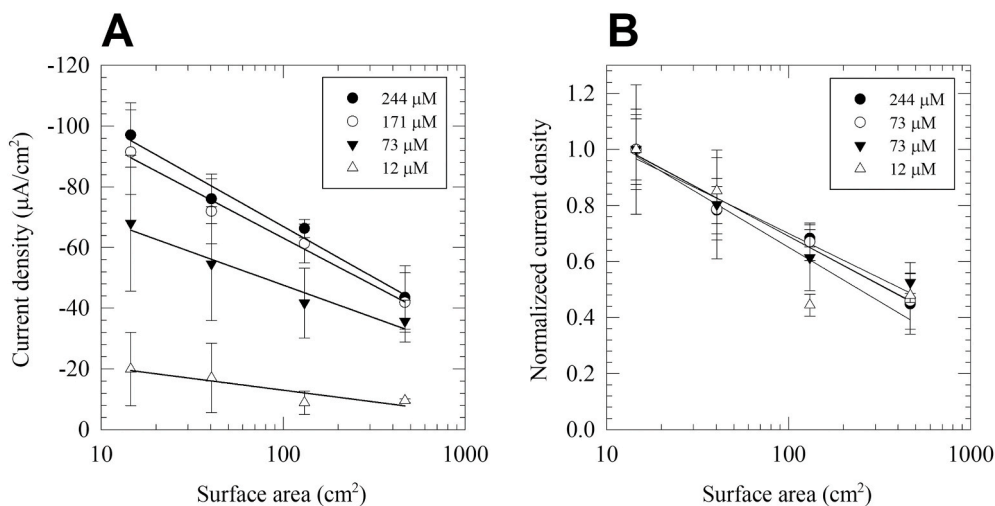 A
-120
-100
-80
-60
-40
-20
0
10
100
1000
Current density (μA/cm²)
Surface area (cm²)
244 μM
171 μM
73 μM
12 μM
B
1.2
1.0
0.8
0.6
0.4
0.2
0.0
10
100
1000
Normalizeed current density
Surface area (cm²)
244 μM
73 μM
73 μM
12 μM